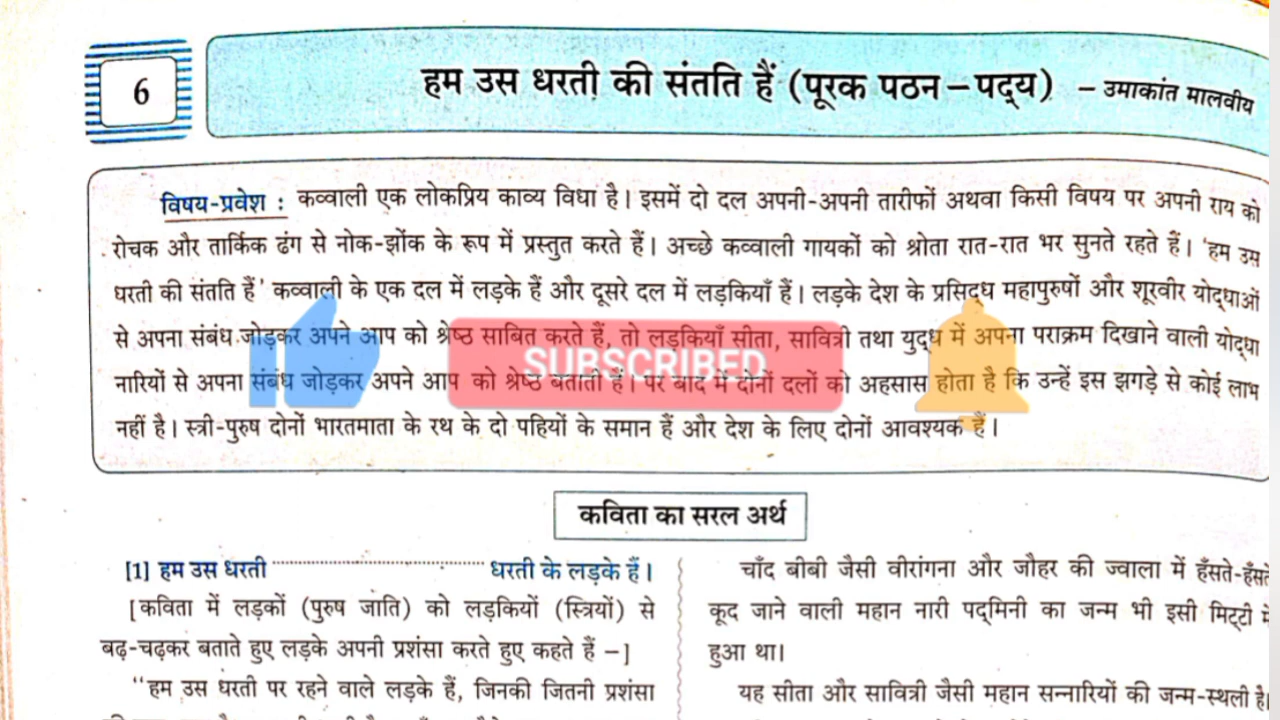 6
हम उस धरती की संतति हैं (पूरक पठन – पद्य) – उमाकांत मालवीय
विषय-प्रवेश : कव्वाली एक लोकप्रिय काव्य विधा है। इसमें दो दल अपनी-अपनी तारीफों अथवा किसी विषय पर अपनी राय को
रोचक और तार्किक ढंग से नोक-झोंक के रूप में प्रस्तुत करते हैं। अच्छे कव्वाली गायकों को श्रोता रात-रात भर सुनते रहते हैं। 'हम उस
धरती की संतति हैं' कव्वाली के एक दल में लड़के हैं और दूसरे दल में लड़कियाँ हैं। लड़के देश के प्रसिद्ध महापुरुषों और शूरवीर योद्धाओं
से अपना संबंध जोड़कर अपने आप को श्रेष्ठ साबित करते हैं, तो लड़कियाँ सीता, सावित्री तथा युद्ध में अपना पराक्रम दिखाने वाली योद्धा
SUBSCRIBED
नारियों से अपना संबंध जोड़कर अपने आप को श्रेष्ठ बताती हैं। पर बाद में दोनों दलों को अहसास होता है कि उन्हें इस झगड़े से कोई लाभ
नहीं है। स्त्री-पुरुष दोनों भारतमाता के रथ के दो पहियों के समान हैं और देश के लिए दोनों आवश्यक हैं।
कविता का सरल अर्थ
[1] हम उस धरती ........................ धरती के लड़के हैं।
[कविता में लड़कों (पुरुष जाति) को लड़कियों (स्त्रियों) से
बढ़-चढ़कर बताते हुए लड़के अपनी प्रशंसा करते हुए कहते हैं –]
"हम उस धरती पर रहने वाले लड़के हैं, जिनकी जितनी प्रशंसा
चाँद बीबी जैसी वीरांगना और जौहर की ज्वाला में हँसते-हँसते
कूद जाने वाली महान नारी पद्मिनी का जन्म भी इसी मिट्टी में
हुआ था।
यह सीता और सावित्री जैसी महान सन्नारियों की जन्म-स्थली है।